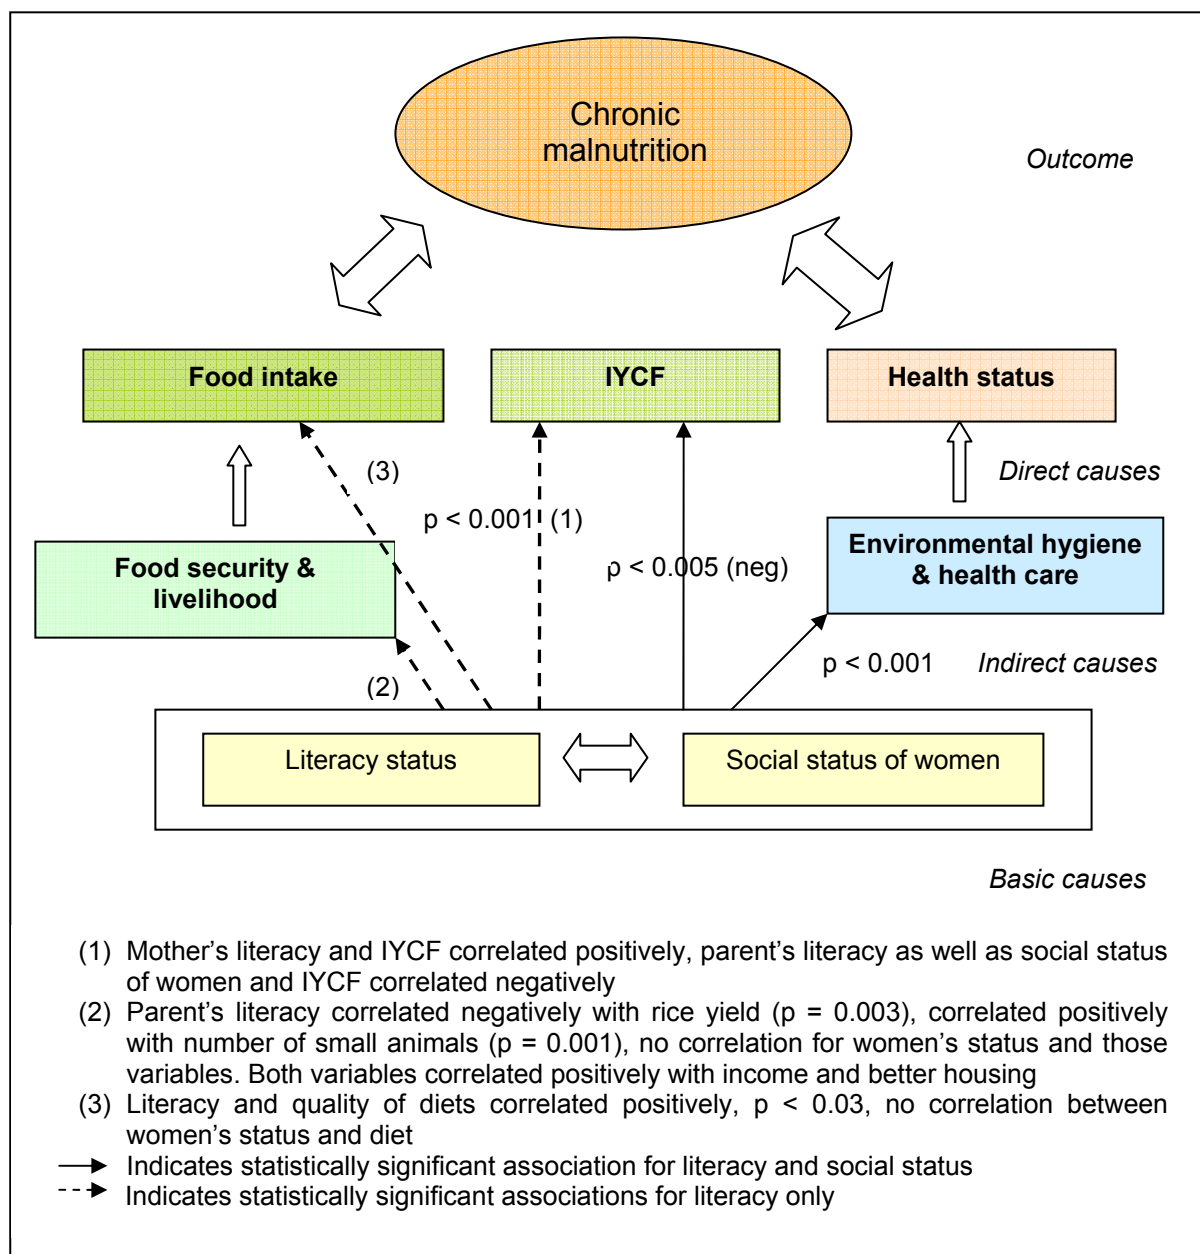 Chronic
malnutrition
Outcome
Food intake
IYCF
Health status
(3)
Direct causes
p < 0.001 (1)
Food security &
livelihood
p < 0.005 (neg)
Environmental hygiene
& health care
p < 0.001
Indirect causes
(2)
Literacy status
Social status of women
Basic causes
(1) Mother’s literacy and IYCF correlated positively, parent’s literacy as well as social status
of women and IYCF correlated negatively
(2) Parent’s literacy correlated negatively with rice yield (p = 0.003), correlated positively
with number of small animals (p = 0.001), no correlation for women’s status and those
variables. Both variables correlated positively with income and better housing
(3) Literacy and quality of diets correlated positively, p < 0.03, no correlation between
women’s status and diet
Indicates statistically significant association for literacy and social status
Indicates statistically significant associations for literacy only